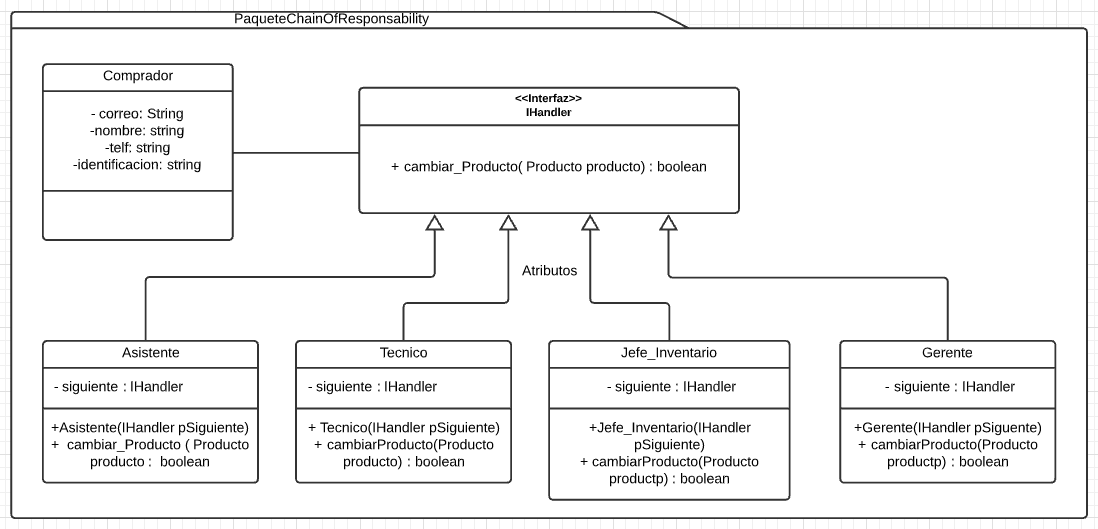 PaqueteChainOfResponsability
Comprador
- correo: String
-nombre: string
-telf: string
-identificacion: string
<<Interfaz>>
IHandler
+ cambiar_Producto( Producto producto) : boolean
Atributos
Asistente
- siguiente : IHandler
+Asistente(IHandler pSiguiente)
+ cambiar_Producto ( Producto
producto : boolean
Tecnico
- siguiente : IHandler
+ Tecnico(IHandler pSiguiente)
+ cambiarProducto(Producto
producto) : boolean
Jefe_Inventario
- siguiente : IHandler
+Jefe_Inventario(IHandler
pSiguiente)
+ cambiarProducto(Producto
productp) : boolean
Gerente
- siguiente : IHandler
+Gerente(IHandler pSiguiente)
+ cambiarProducto(Producto
productp) : boolean